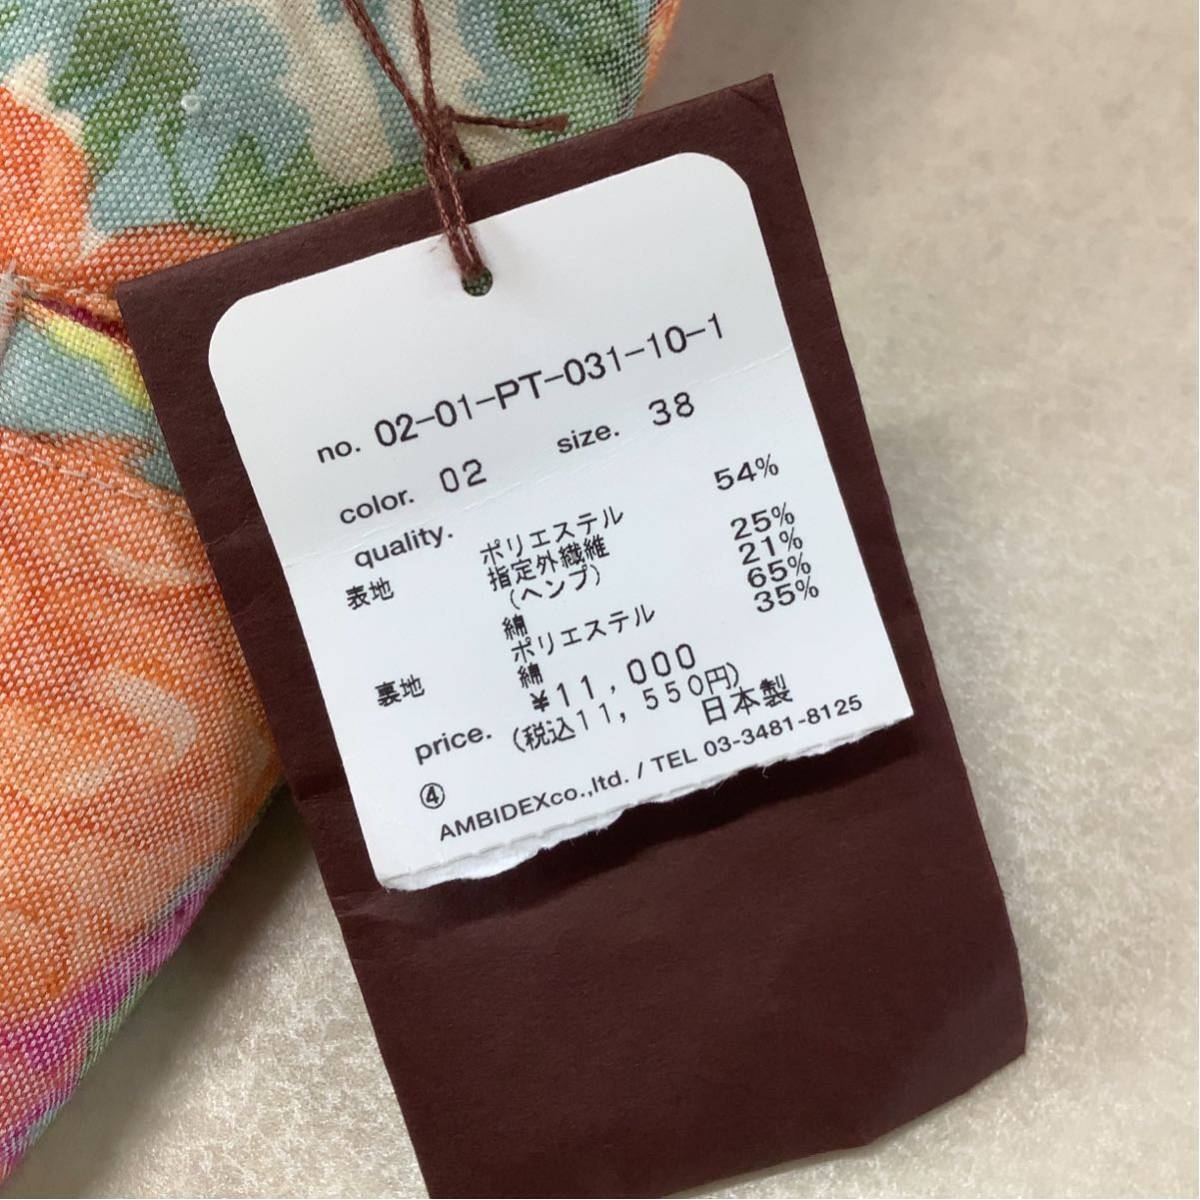 no. 02-01-PT-031-10-1
color. 02 size. 38
quality.
表地 ポリエステル 54%
指定外繊維
(ヘンプ) 25%
綿 21%
裏地 ポリエステル 65%
綿 35%
price. ¥11,000
(税込11,550円)
④ 日本製
AMBIDEXco.,ltd. / TEL 03-3481-8125